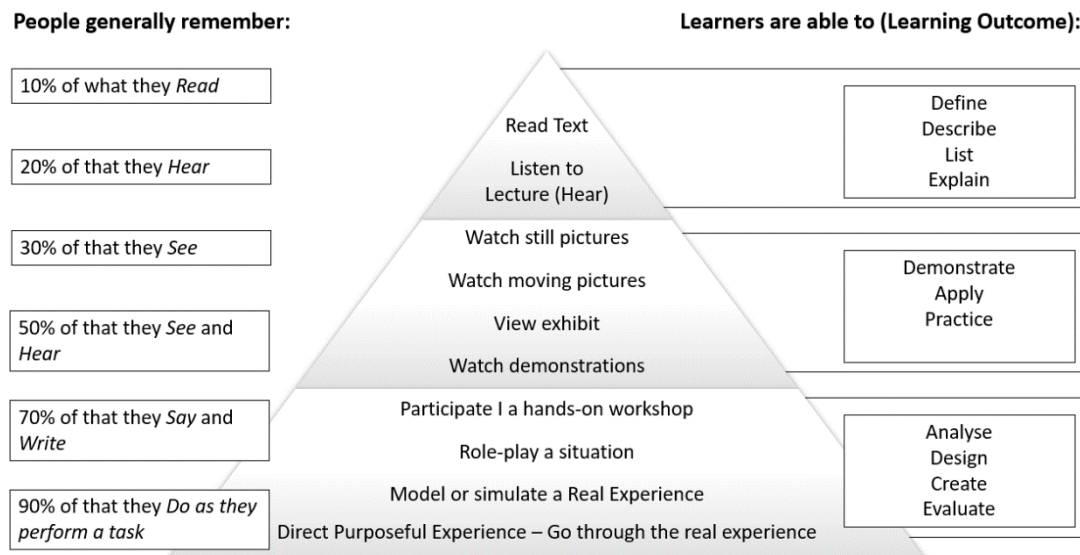 People generally remember:
Learners are able to (Learning Outcome):
10% of what they Read
20% of that they Hear
30% of that they See
50% of that they See and
Hear
70% of that they Say and
Write
90% of that they Do as they
perform a task
Read Text
Listen to
Lecture (Hear)
Watch still pictures
Watch moving pictures
View exhibit
Watch demonstrations
Participate I a hands-on workshop
Role-play a situation
Model or simulate a Real Experience
Direct Purposeful Experience – Go through the real experience
Define
Describe
List
Explain
Demonstrate
Apply
Practice
Analyse
Design
Create
Evaluate